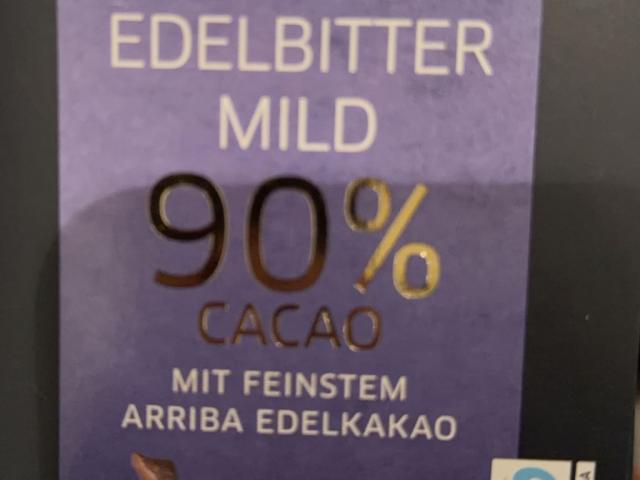 EDELBITTER
MILD
90%
CACAO
MIT FEINSTEM
ARRIBA EDELKAKAO